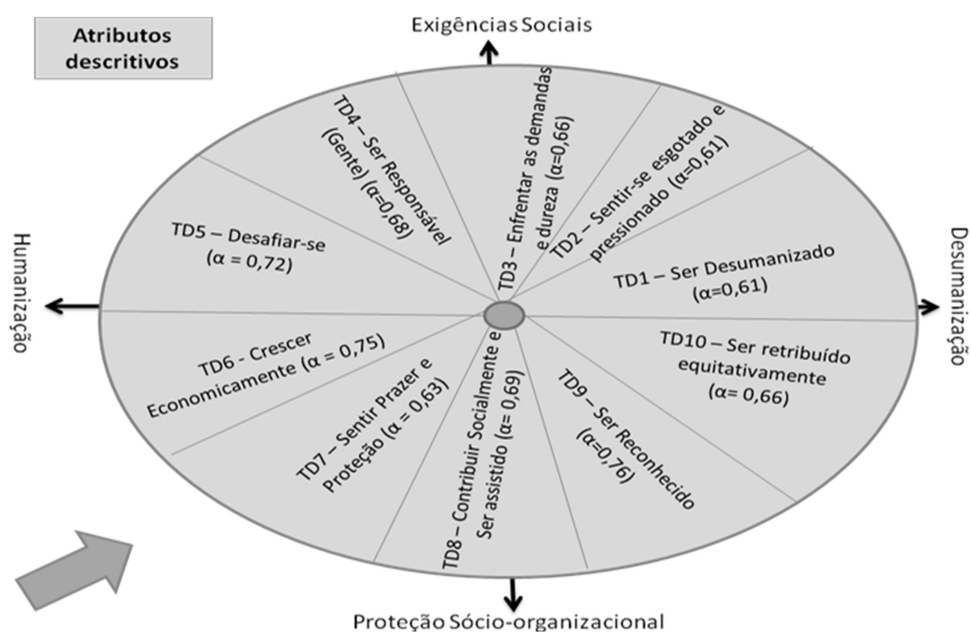 Atributos
descritivos
Exigências Sociais
TD4 – Ser Responsável
(Gente) (α=0,68)
TD3 – Enfrentar as demandas
e dureza (α=0,66)
TD2 – Sentir-se esgotado e
pressionado (α=0,61)
TD5 – Desafiar-se
(α = 0,72)
TD1 – Ser Desumanizado
(α=0,61)
Humanização
Desumanização
TD6 - Crescer
Economicamente (α = 0,75)
TD7 – Sentir Prazer e
Proteção (α = 0,63)
TD8 – Contribuir Socialmente e
Ser assistido (α= 0,69)
TD9 – Ser Reconhecido
(α=0,76)
TD10 – Ser retribuído
equitativamente
(α= 0,66)
Proteção Sócio-organizacional